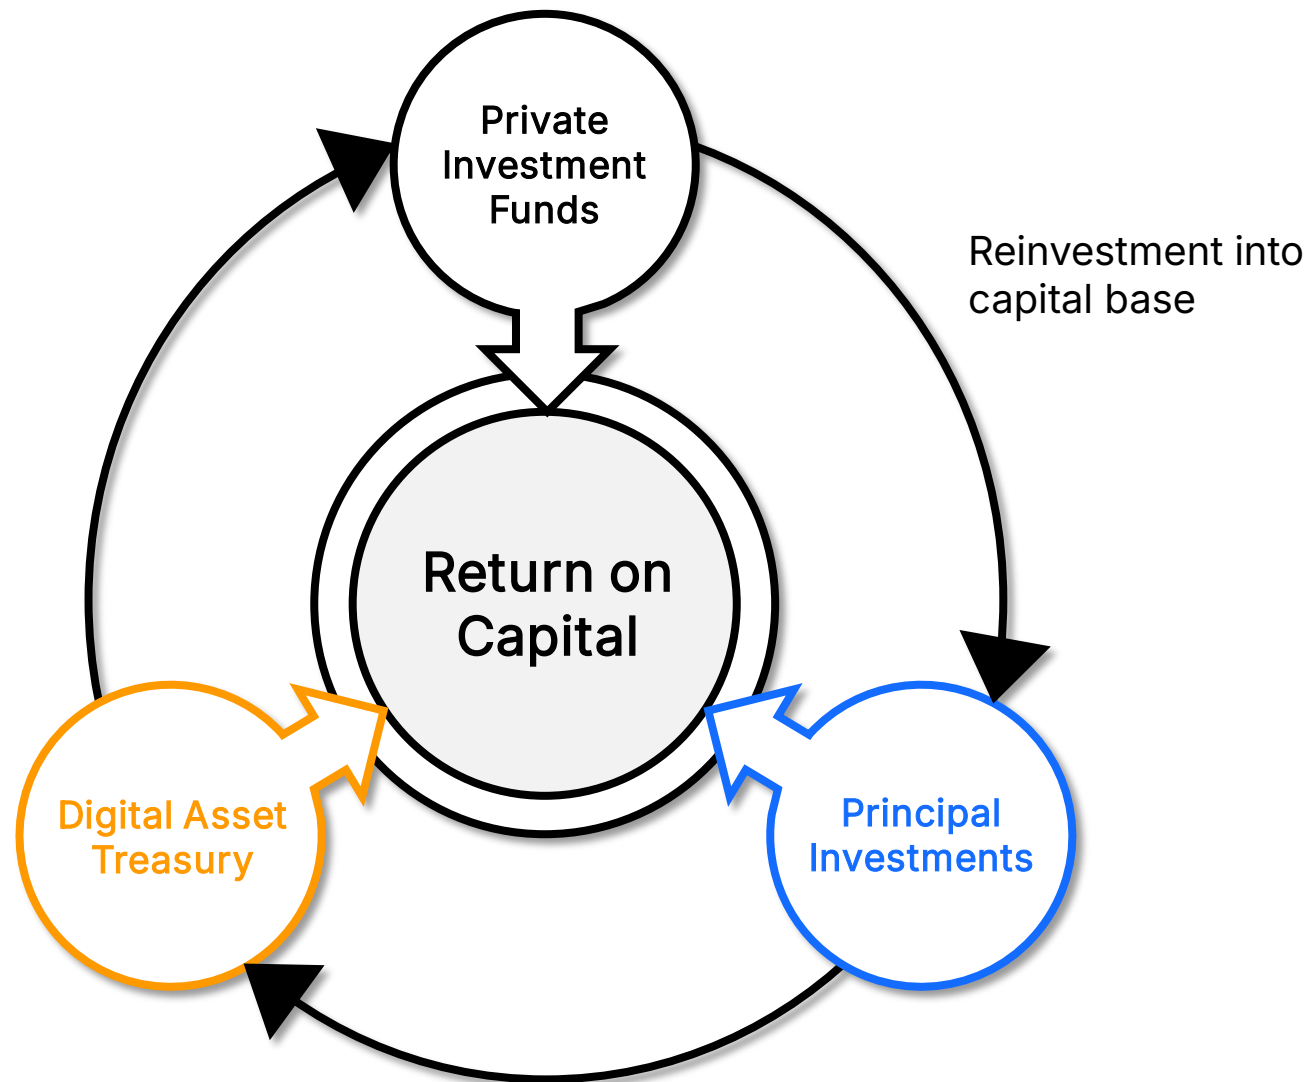 Private
Investment
Funds
Reinvestment into
capital base
Return on
Capital
Digital Asset
Treasury
Principal
Investments